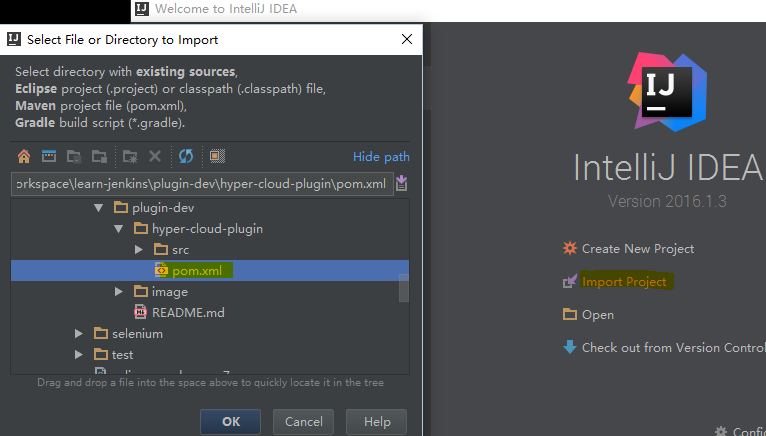 Welcome to IntelliJ IDEA
Select File or Directory to Import
Select directory with existing sources,
Eclipse project (.project) or classpath (.classpath) file,
Maven project file (pom.xml),
Gradle build script (*.gradle).
Hide path
orkspace\learn-jenkins\plugin-dev\hyper-cloud-plugin\pom.xml
plugin-dev
hyper-cloud-plugin
src
pom.xml
image
README.md
selenium
test
Drag and drop a file into the space above to quickly locate it in the tree
OK
Cancel
Help
IJ
IntelliJ IDEA
Version 2016.1.3
Create New Project
Import Project
Open
Check out from Version Control